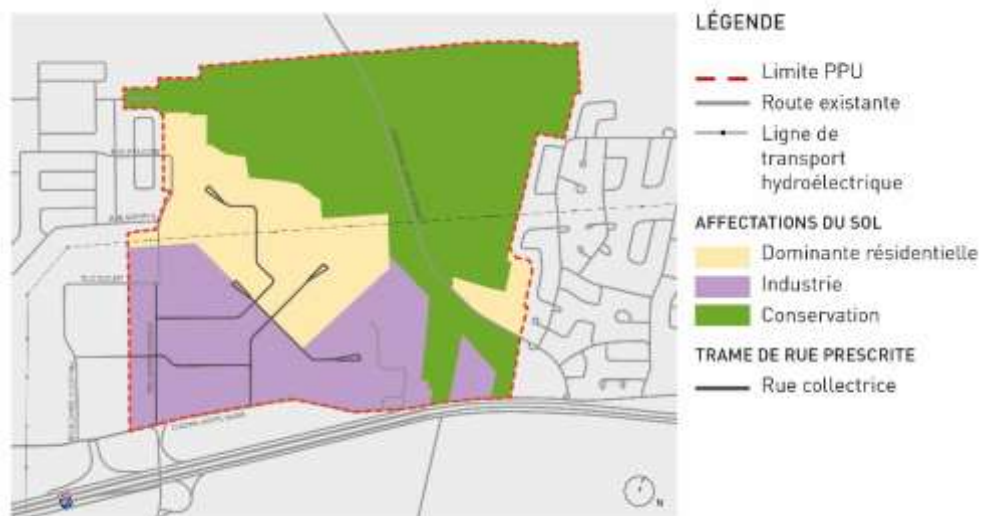 LÉGENDE
Limite PPU
Route existante
Ligne de
transport
hydroélectrique
AFFECTATIONS DU SOL
Dominante résidentielle
Industrie
Conservation
TRAME DE RUE PRESCRITE
Rue collectrice
N